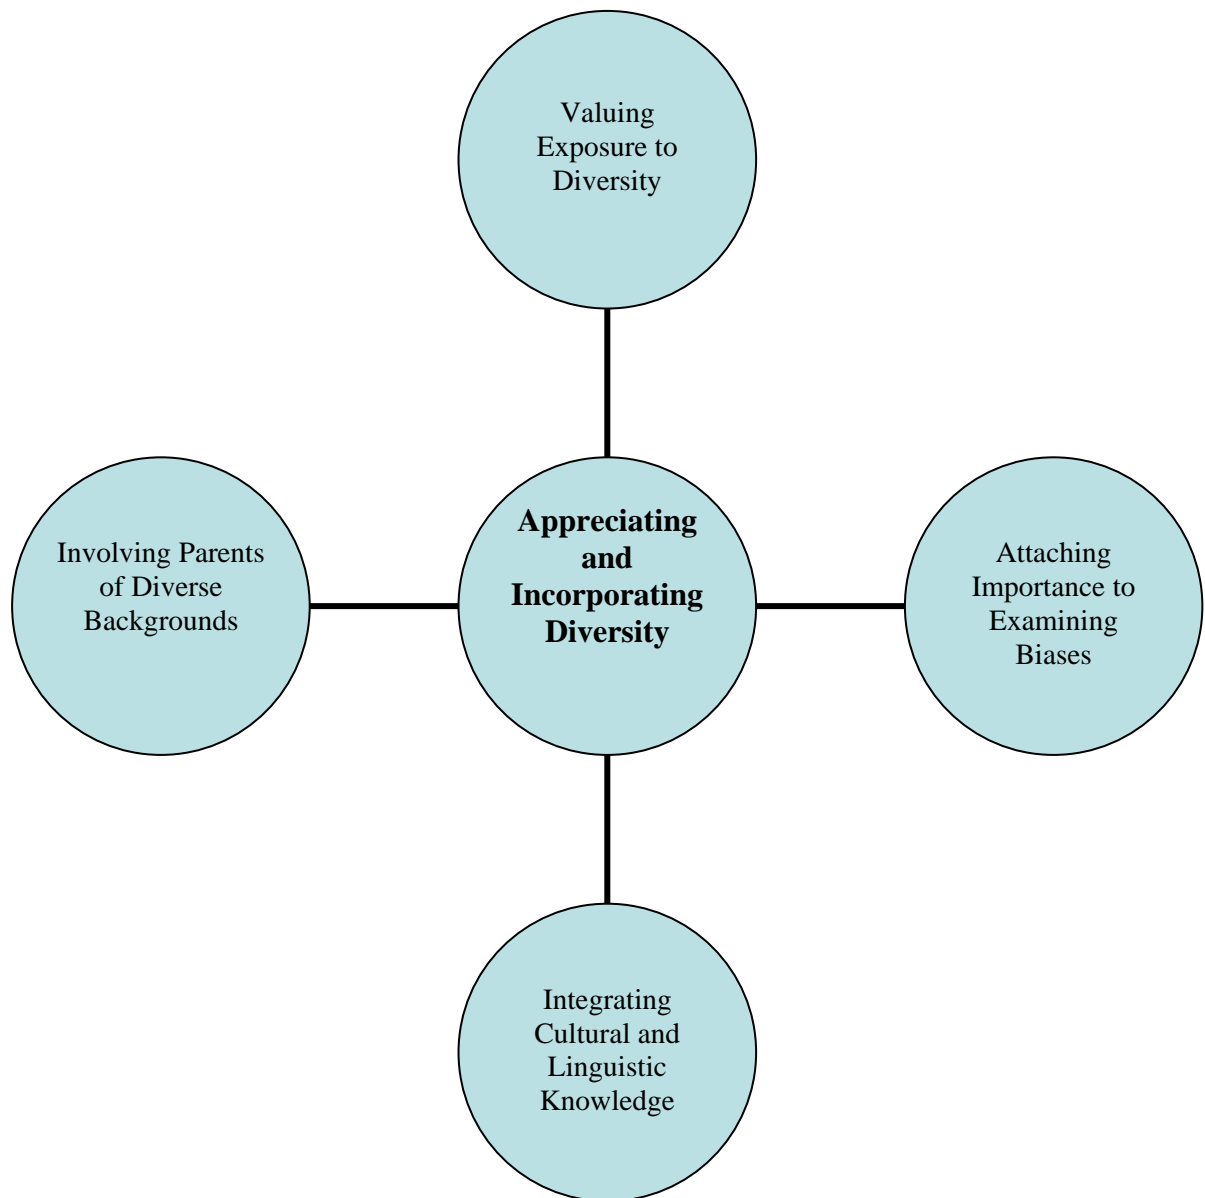 Valuing
Exposure to
Diversity
Involving Parents
of Diverse
Backgrounds
Appreciating
and
Incorporating
Diversity
Attaching
Importance to
Examining
Biases
Integrating
Cultural and
Linguistic
Knowledge